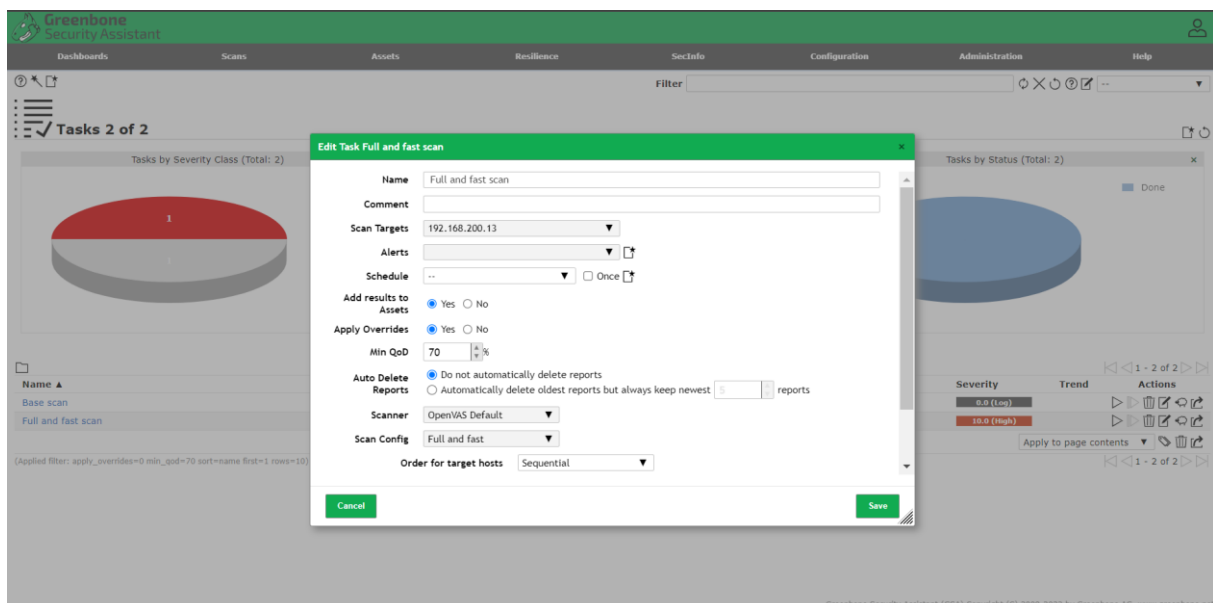 Greenbone
Security Assistant
Dashboards Scans Assets Resilience SecInfo Configuration Administration Help
Filter --
Tasks 2 of 2
Tasks by Severity Class (Total: 2)
Tasks by Status (Total: 2) ×
1
Done
Edit Task Full and fast scan ×
Name Full and fast scan
Comment
Scan Targets 192.168.200.13
Alerts
Schedule -- Once
Add results to Assets Yes No
Apply Overrides Yes No
Min QoD 70 %
Auto Delete Reports Do not automatically delete reports
Automatically delete oldest reports but always keep newest 5 reports
Scanner OpenVAS Default
Scan Config Full and fast
Order for target hosts Sequential
Cancel Save
1 - 2 of 2
Name ▲ Severity Trend Actions
Base scan 0.0 (Log)
Full and fast scan 10.0 (High)
Apply to page contents
(Applied filter: apply_overrides=0 min_qod=70 sort=name first=1 rows=10)
1 - 2 of 2